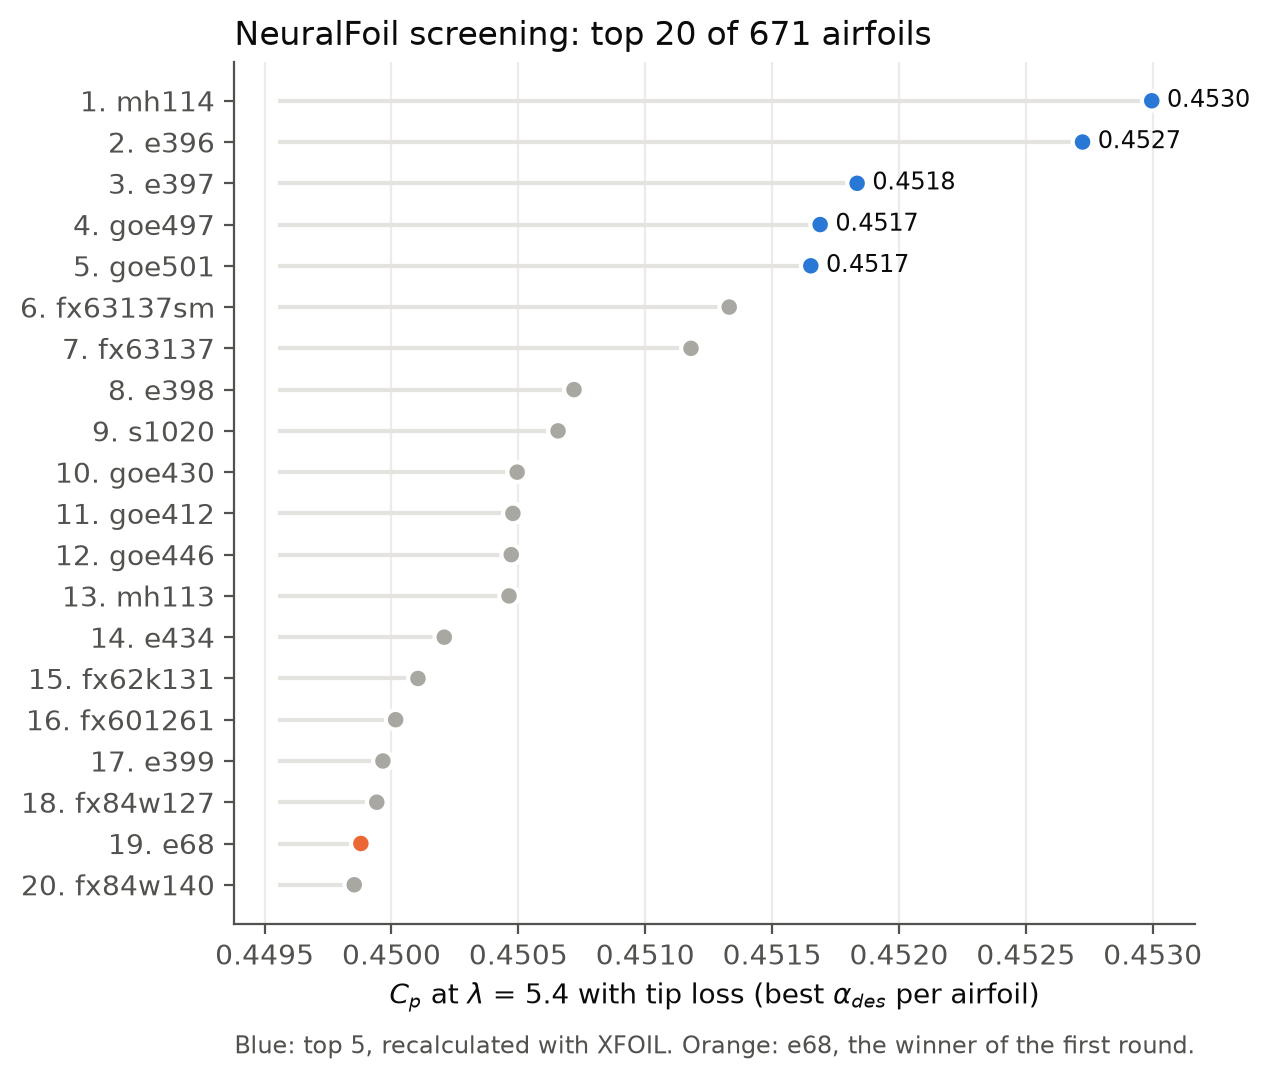 NeuralFoil screening: top 20 of 671 airfoils
1. mh114
0.4530
2. e396
0.4527
3. e397
0.4518
4. goe497
0.4517
5. goe501
0.4517
6. fx63137sm
7. fx63137
8. e398
9. s1020
10. goe430
11. goe412
12. goe446
13. mh113
14. e434
15. fx62k131
16. fx601261
17. e399
18. fx84w127
19. e68
20. fx84w140
0.4495 0.4500 0.4505 0.4510 0.4515 0.4520 0.4525 0.4530
Cp at λ = 5.4 with tip loss (best αdes per airfoil)
Blue: top 5, recalculated with XFOIL. Orange: e68, the winner of the first round.